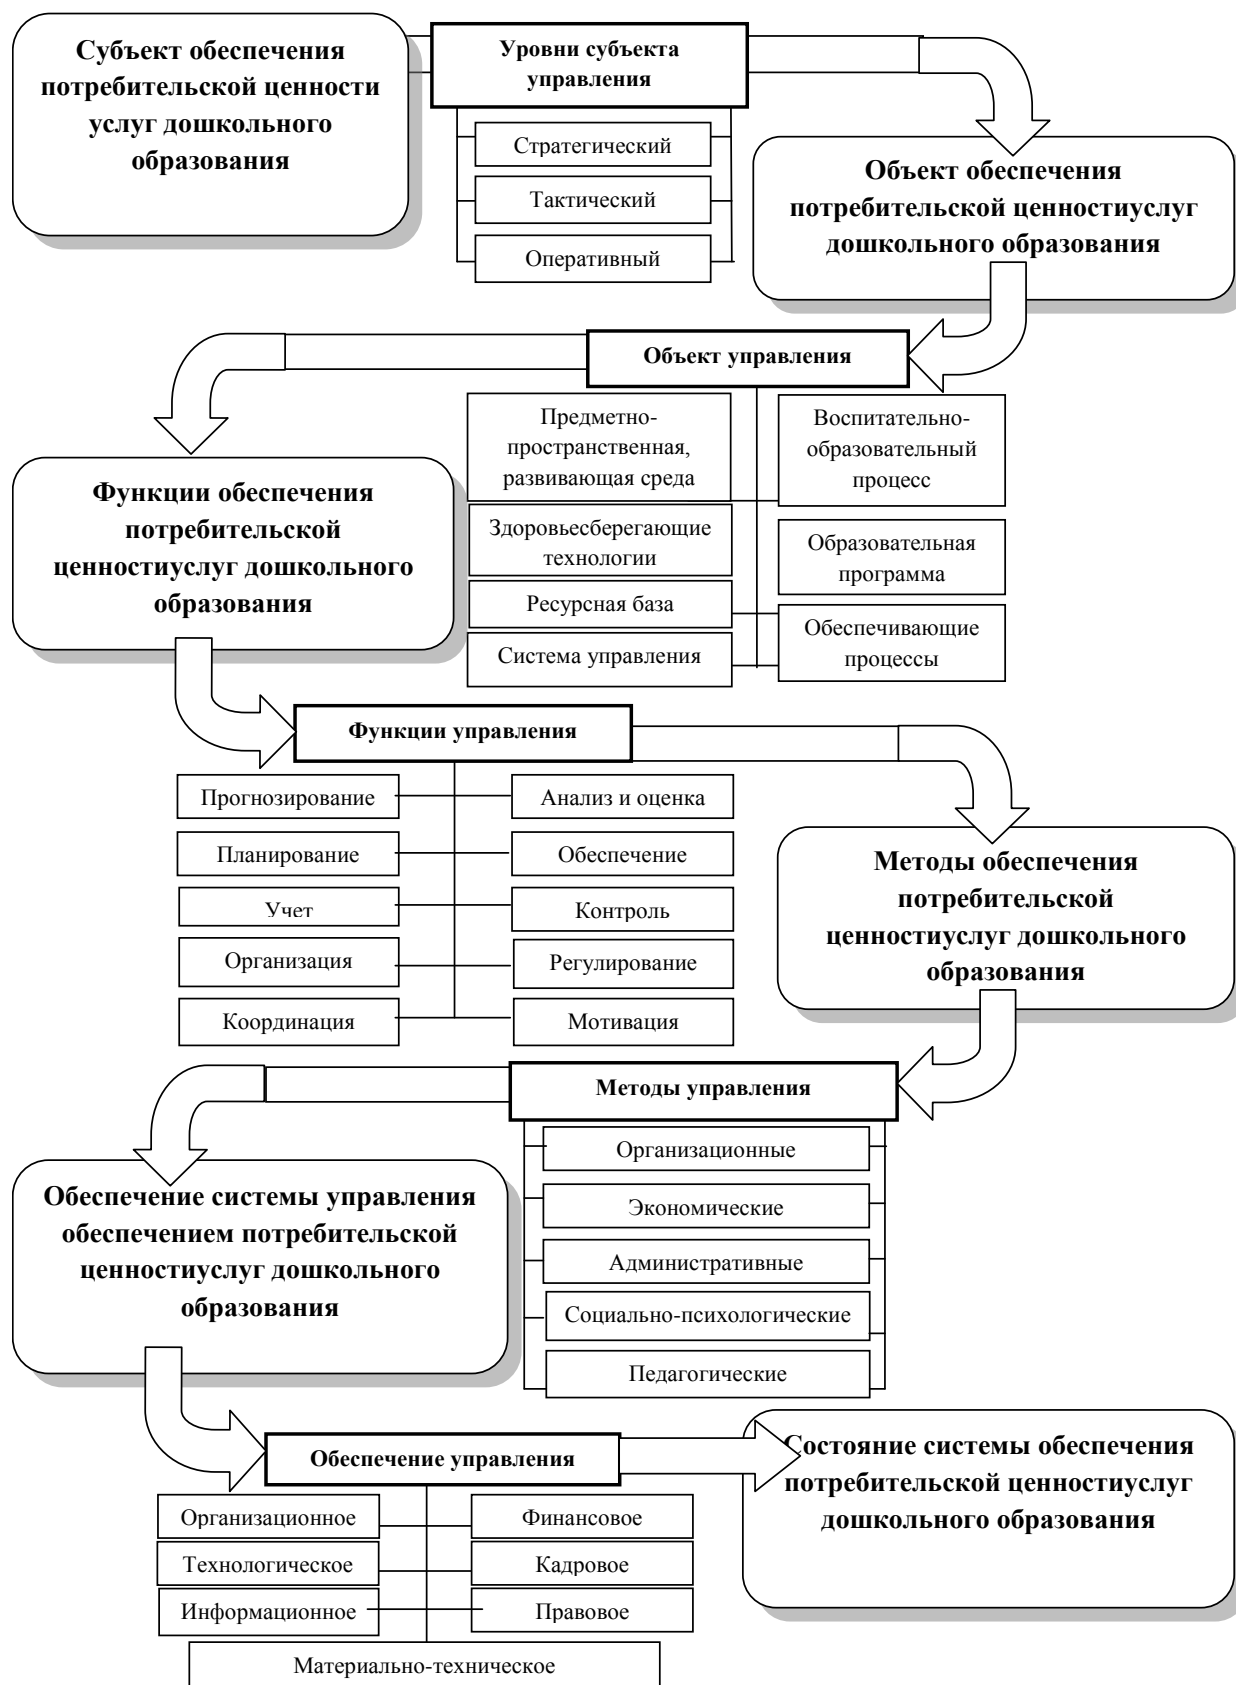 Субъект обеспечения
потребительской ценности
услуг дошкольного
образования
Уровни субъекта
управления
Стратегический
Тактический
Оперативный
Объект обеспечения
потребительской ценностиуслуг
дошкольного образования
Объект управления
Предметно-
пространственная,
развивающая среда
Воспитательно-
образовательный
процесс
Здоровьесберегающие
технологии
Образовательная
программа
Ресурсная база
Обеспечивающие
процессы
Система управления
Функции обеспечения
потребительской
ценностиуслуг дошкольного
образования
Функции управления
Прогнозирование
Анализ и оценка
Планирование
Обеспечение
Учет
Контроль
Организация
Регулирование
Координация
Мотивация
Методы обеспечения
потребительской
ценностиуслуг дошкольного
образования
Методы управления
Организационные
Экономические
Административные
Социально-психологические
Педагогические
Обеспечение системы управления
обеспечением потребительской
ценностиуслуг дошкольного
образования
Обеспечение управления
Организационное
Финансовое
Технологическое
Кадровое
Информационное
Правовое
Материально-техническое
Состояние системы обеспечения
потребительской ценностиуслуг
дошкольного образования